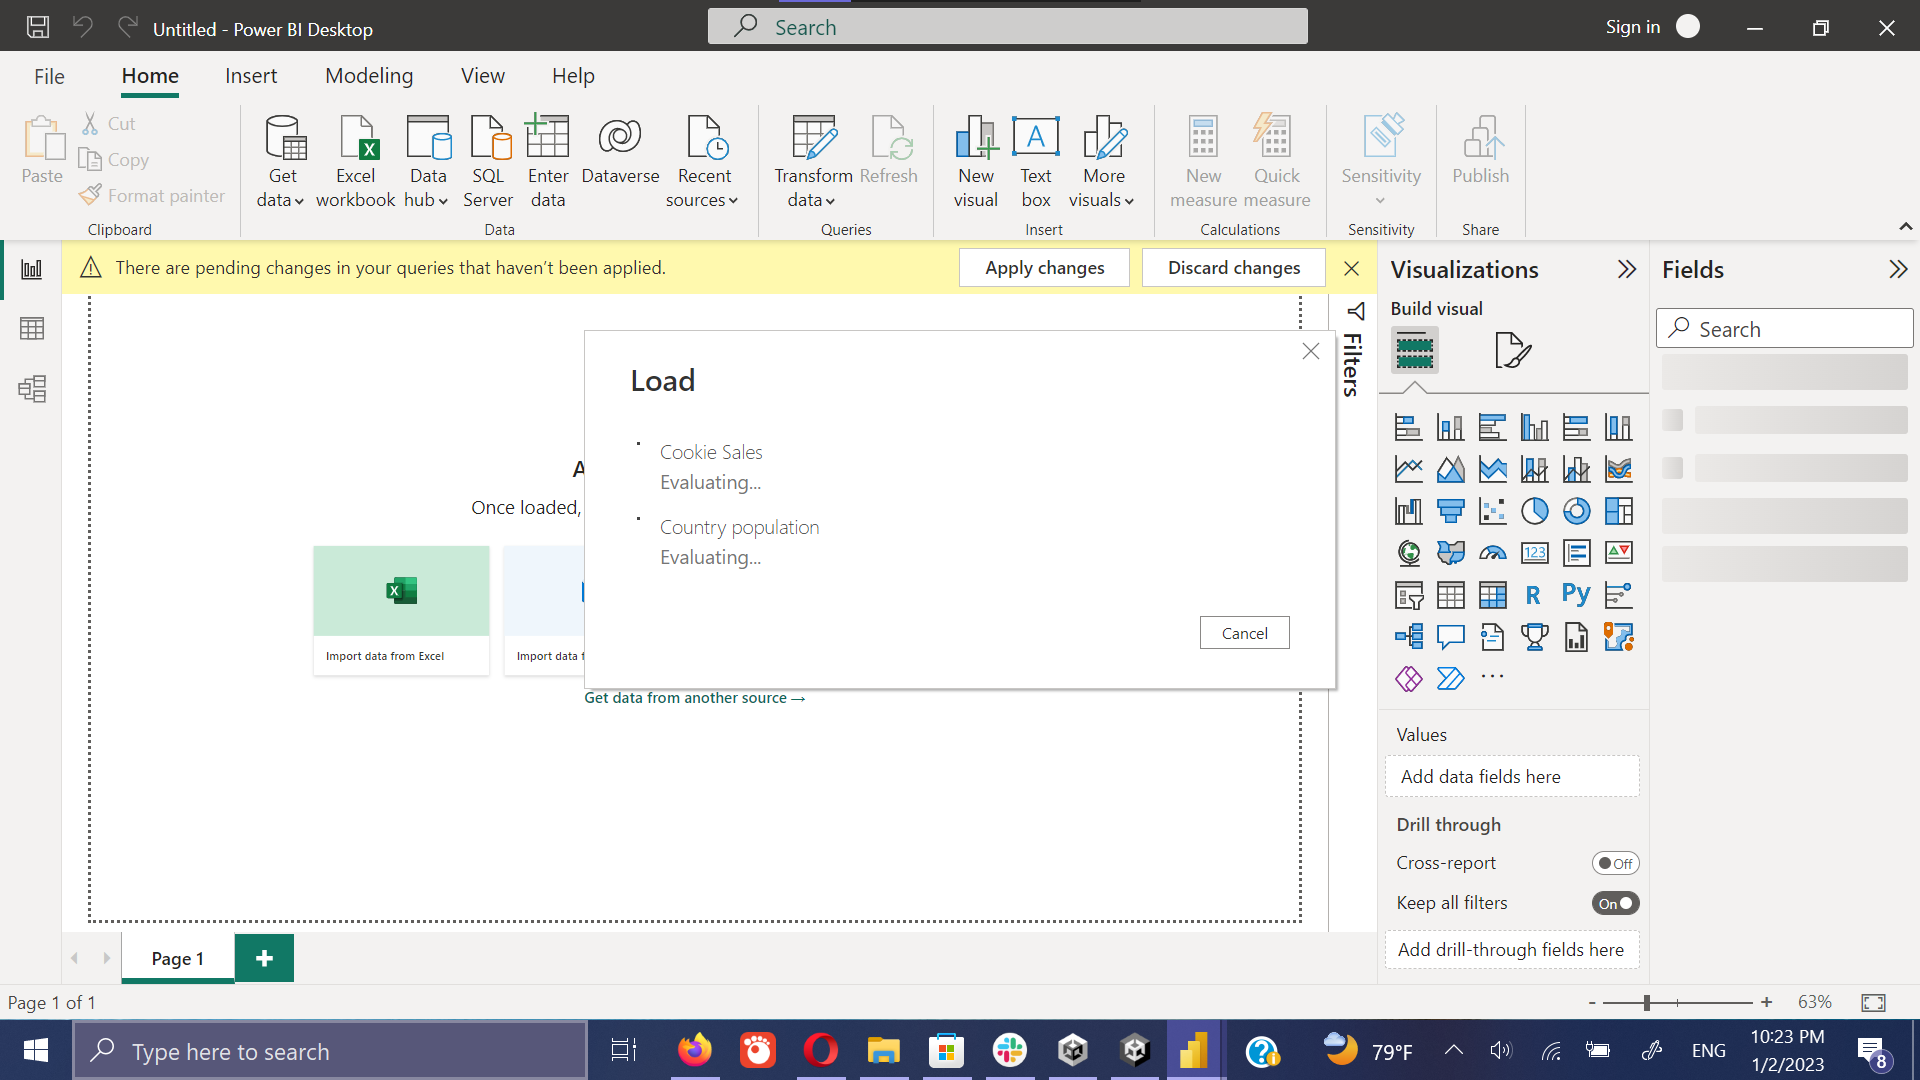 Untitled - Power BI Desktop
Search
Sign in
File
Home
Insert
Modeling
View
Help
Paste
Cut
Copy
Format painter
Clipboard
Get data
Excel workbook
Data hub
SQL Server
Enter data
Dataverse
Recent sources
Data
Transform data
Refresh
Queries
New visual
Text box
More visuals
Insert
New measure
Quick measure
Calculations
Sensitivity
Sensitivity
Publish
Share
There are pending changes in your queries that haven't been applied.
Apply changes
Discard changes
Filters
Load
Cookie Sales
Evaluating...
Country population
Evaluating...
Cancel
A
Once loaded,
Import data from Excel
Import data f
Get data from another source →
Visualizations
Build visual
123
R
Py
Values
Add data fields here
Drill through
Cross-report
Off
Keep all filters
On
Add drill-through fields here
Fields
Search
Page 1
Page 1 of 1
63%
Type here to search
79°F
ENG
10:23 PM
1/2/2023
8